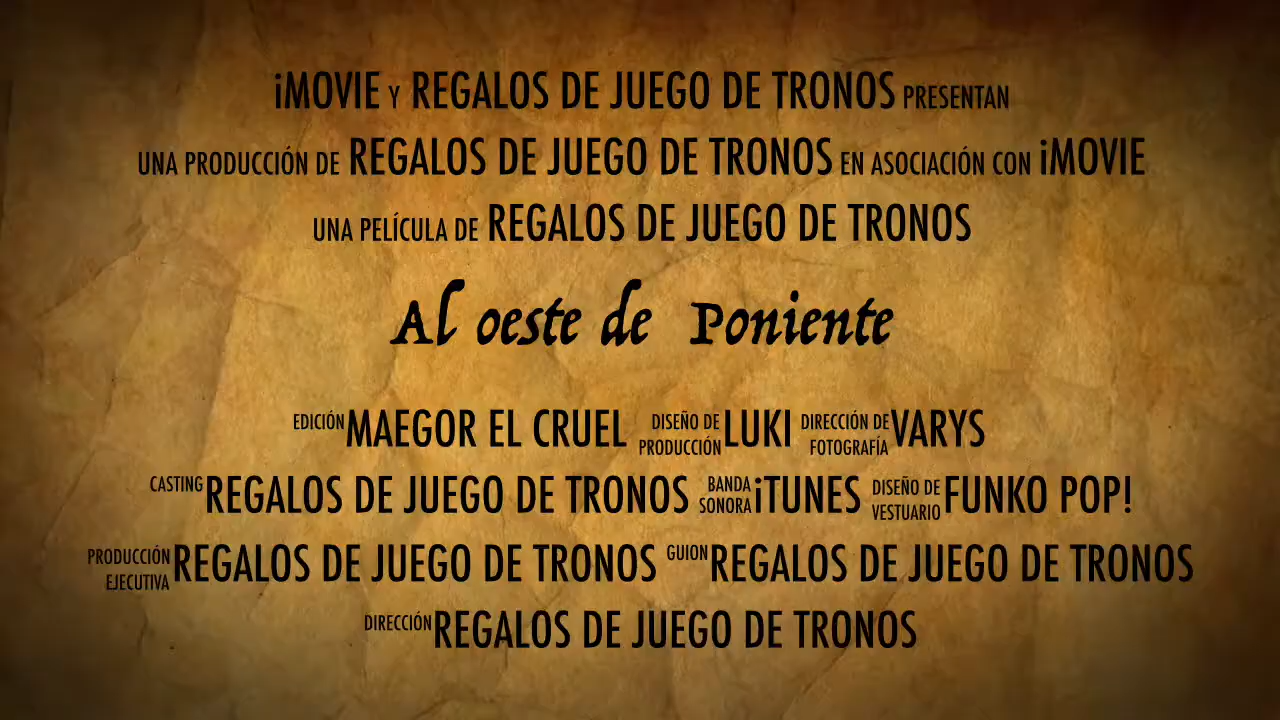 iMOVIE Y REGALOS DE JUEGO DE TRONOS PRESENTAN
UNA PRODUCCIÓN DE REGALOS DE JUEGO DE TRONOS EN ASOCIACIÓN CON iMOVIE
UNA PELÍCULA DE REGALOS DE JUEGO DE TRONOS
Al oeste de Poniente
EDICIÓN MAEGOR EL CRUEL DISEÑO DE PRODUCCIÓN LUKI DIRECCIÓN DE FOTOGRAFÍA VARYS
CASTING REGALOS DE JUEGO DE TRONOS BANDA SONORA iTUNES DISEÑO DE VESTUARIO FUNKO POP!
PRODUCCIÓN EJECUTIVA REGALOS DE JUEGO DE TRONOS GUION REGALOS DE JUEGO DE TRONOS
DIRECCIÓN REGALOS DE JUEGO DE TRONOS